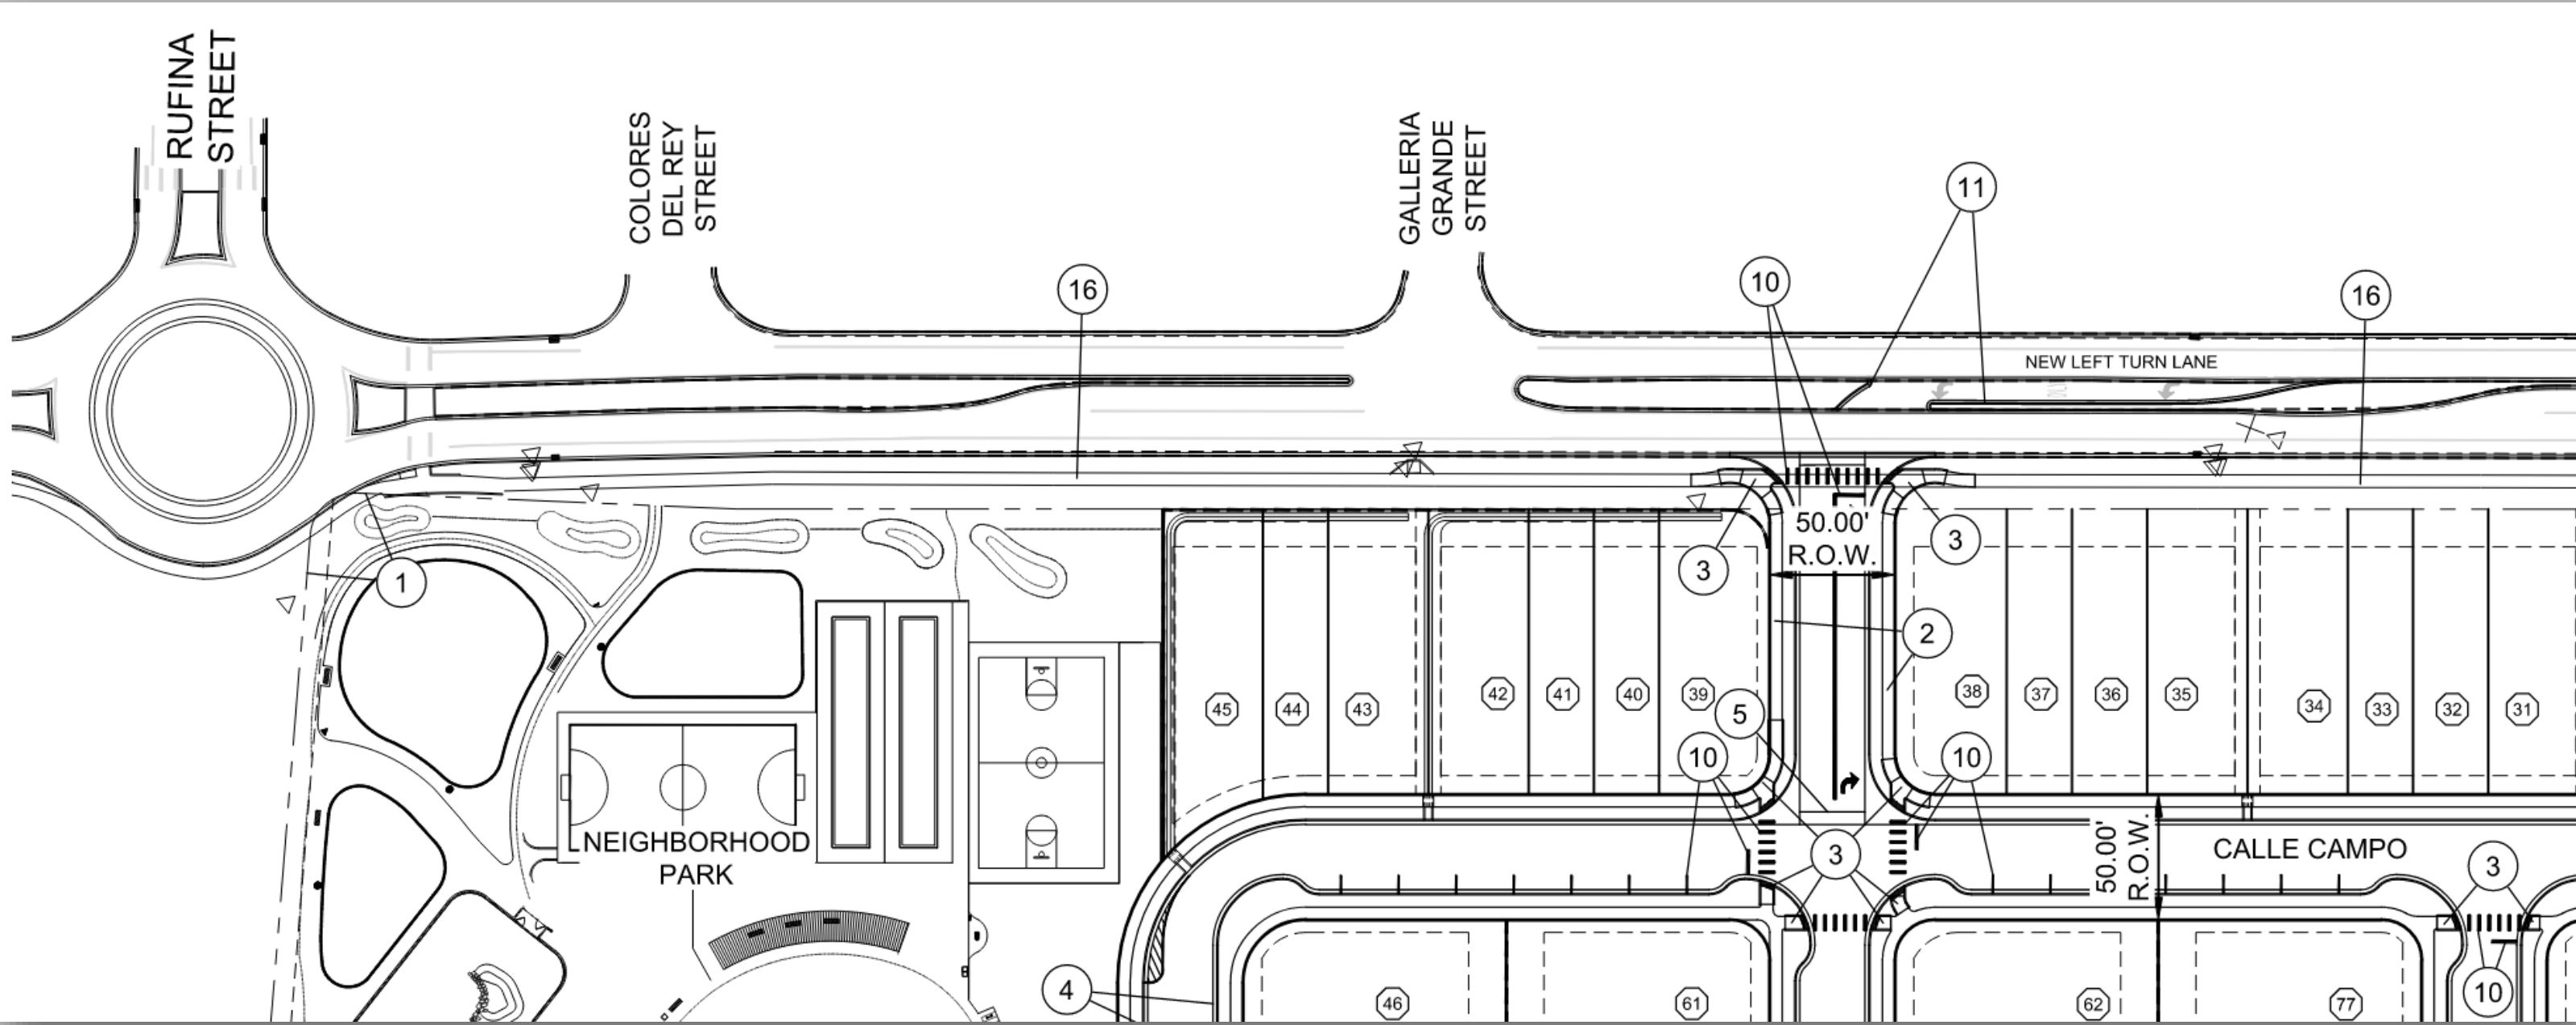 RUFINA
STREET
COLORES
DEL REY
STREET
GALLERIA
GRANDE
STREET
11
10
16
16
NEW LEFT TURN LANE
50.00'
R.O.W.
3
3
1
2
45
44
43
42
41
40
39
38
37
36
35
34
33
32
31
5
10
10
NEIGHBORHOOD
PARK
3
50.00'
R.O.W.
CALLE CAMPO
3
4
46
61
62
77
10